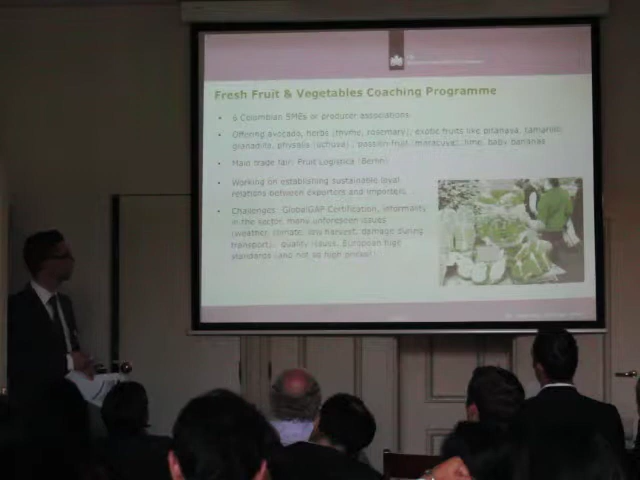 Fresh Fruit & Vegetables Coaching Programme
• 6 Colombian SMEs or producer associations
• Offering avocado, herbs (thyme, rosemary), exotic fruits like pitahaya, tamarillo,
granadilla, physalis (uchuva), passion fruit (maracuya), lime, baby bananas
• Main trade fair: Fruit Logistica (Berlin)
• Working on establishing sustainable loyal
relations between exporters and importers
• Challenges: GlobalGAP Certification, informality
in the sector, many unforeseen issues
(weather, climate, low harvest, damage during
transport), quality issues, European high
standards (and not so high prices!)